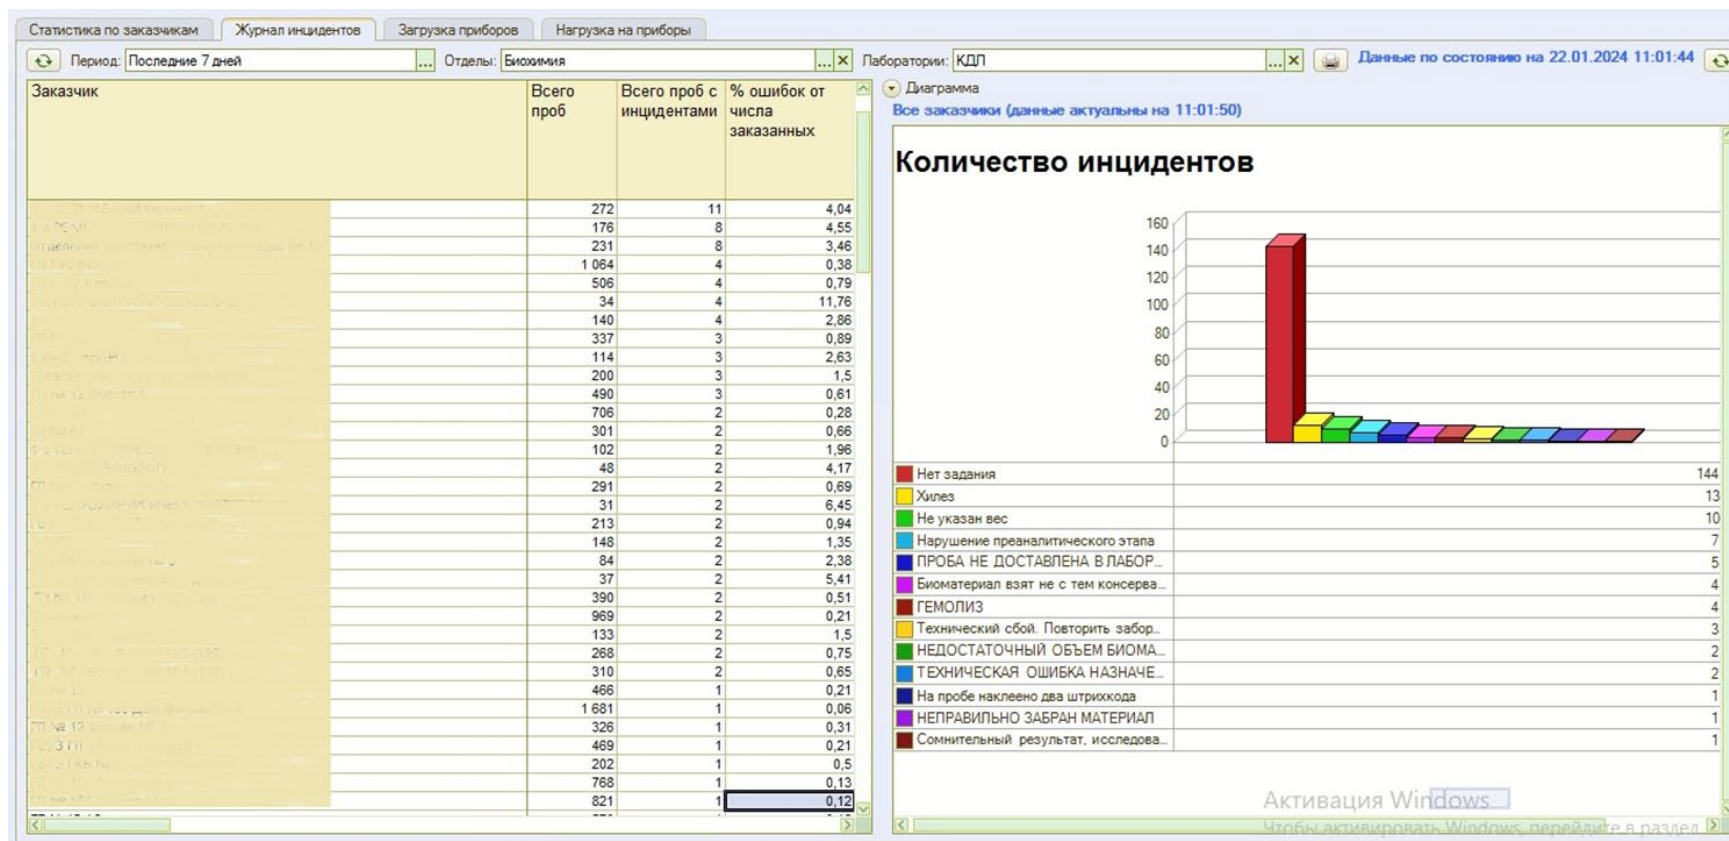 Статистика по заказчикам Журнал инцидентов Загрузка приборов Нагрузка на приборы
Период: Последние 7 дней ... Отделы: Биохимия ... Лаборатории: КДЛ ... Данные по состоянию на 22.01.2024 11:01:44
Заказчик
Всего проб
Всего проб с инцидентами
% ошибок от числа заказанных
272 11 4,04
176 8 4,55
231 8 3,46
1 064 4 0,38
506 4 0,79
34 4 11,76
140 4 2,86
337 3 0,89
114 3 2,63
200 3 1,5
490 3 0,61
706 2 0,28
301 2 0,66
102 2 1,96
48 2 4,17
291 2 0,69
31 2 6,45
213 2 0,94
148 2 1,35
84 2 2,38
37 2 5,41
390 2 0,51
969 2 0,21
133 2 1,5
268 2 0,75
310 2 0,65
466 1 0,21
1 681 1 0,06
326 1 0,31
469 1 0,21
202 1 0,5
768 1 0,13
821 1 0,12
Диаграмма
Все заказчики (данные актуальны на 11:01:50)
Количество инцидентов
160
140
120
100
80
60
40
20
0
Нет задания 144
Хилез 13
Не указан вес 10
Нарушение преаналитического этапа 7
ПРОБА НЕ ДОСТАВЛЕНА В ЛАБОР... 5
Биоматериал взят не с тем консерва... 4
ГЕМОЛИЗ 4
Технический сбой. Повторить забор... 3
НЕДОСТАТОЧНЫЙ ОБЪЕМ БИОМА... 2
ТЕХНИЧЕСКАЯ ОШИБКА НАЗНАЧЕ... 2
На пробе наклеено два штрихкода 1
НЕПРАВИЛЬНО ЗАБРАН МАТЕРИАЛ 1
Сомнительный результат, исследова... 1
Активация Windows
Чтобы активировать Windows, перейдите в раздел